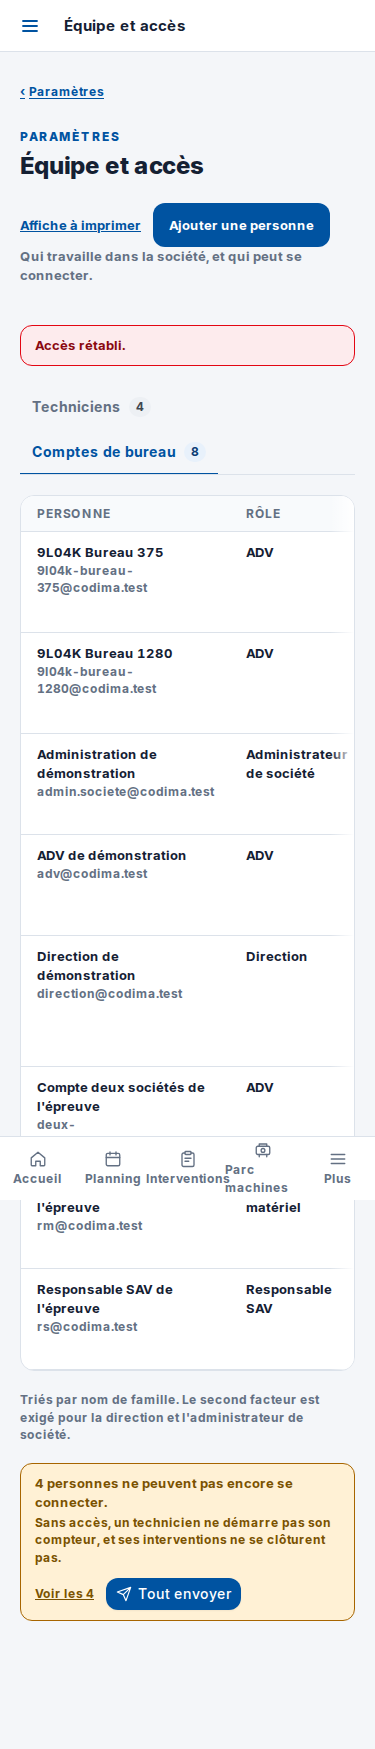 Équipe et accès
‹ Paramètres
PARAMÈTRES
Équipe et accès
Affiche à imprimer
Ajouter une personne
Qui travaille dans la société, et qui peut se
connecter.
Accès rétabli.
Techniciens 4
Comptes de bureau 8
PERSONNE RÔLE
9L04K Bureau 375 ADV
9l04k-bureau-
375@codima.test
9L04K Bureau 1280 ADV
9l04k-bureau-
1280@codima.test
Administration de Administrateur
démonstration de société
admin.societe@codima.test
ADV de démonstration ADV
adv@codima.test
Direction de Direction
démonstration
direction@codima.test
Compte deux sociétés de ADV
l'épreuve
deux-
Accueil
Planning
Interventions
Parc
machines
Plus
l'épreuve matériel
rm@codima.test
Responsable SAV de Responsable
l'épreuve SAV
rs@codima.test
Triés par nom de famille. Le second facteur est
exigé pour la direction et l'administrateur de
société.
4 personnes ne peuvent pas encore se
connecter.
Sans accès, un technicien ne démarre pas son
compteur, et ses interventions ne se clôturent
pas.
Voir les 4
Tout envoyer